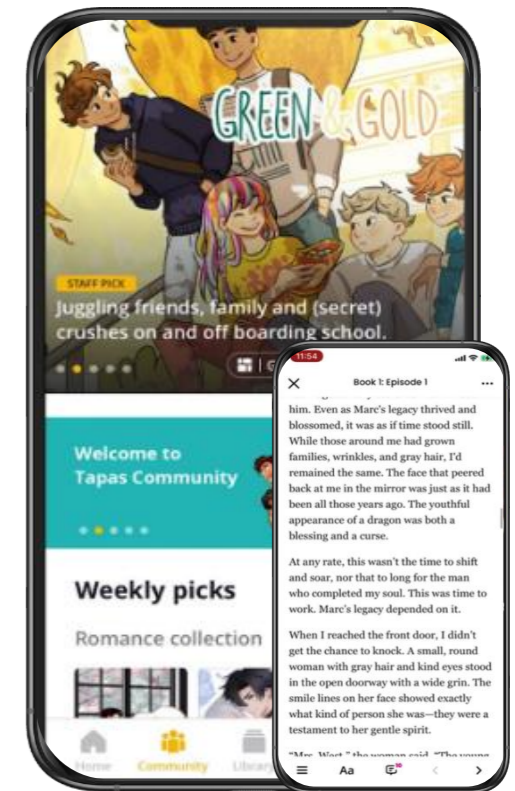 GREEN & GOLD
STAFF PICK
Juggling friends, family and (secret)
crushes on and off boarding school.
Welcome to
Tapas Community
Weekly picks
Romance collection
Home
Community
Library
11:54
Book 1: Episode 1
him. Even as Marc's legacy thrived and
blossomed, it was as if time stood still.
While those around me had grown
families, wrinkles, and gray hair, I'd
remained the same. The face that peered
back at me in the mirror was just as it had
been all those years ago. The youthful
appearance of a dragon was both a
blessing and a curse.
At any rate, this wasn't the time to shift
and soar, nor that to long for the man
who completed my soul. This was time to
work. Marc's legacy depended on it.
When I reached the front door, I didn't
get the chance to knock. A small, round
woman with gray hair and kind eyes stood
in the open doorway with a wide grin. The
smile lines on her face showed exactly
what kind of person she was—they were a
testament to her gentle spirit.
"Mrs. West," the woman said. "The young
Aa